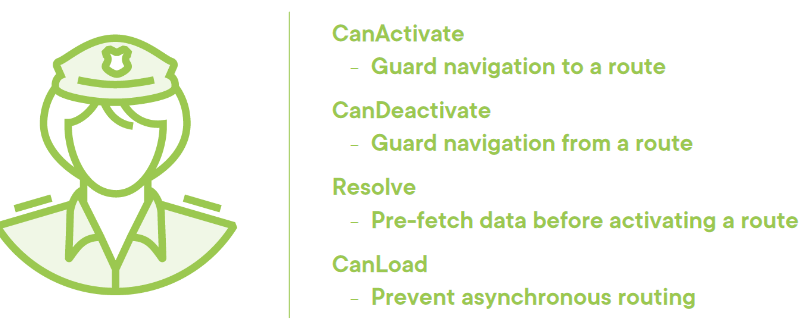 CanActivate
– Guard navigation to a route
CanDeactivate
– Guard navigation from a route
Resolve
– Pre-fetch data before activating a route
CanLoad
– Prevent asynchronous routing